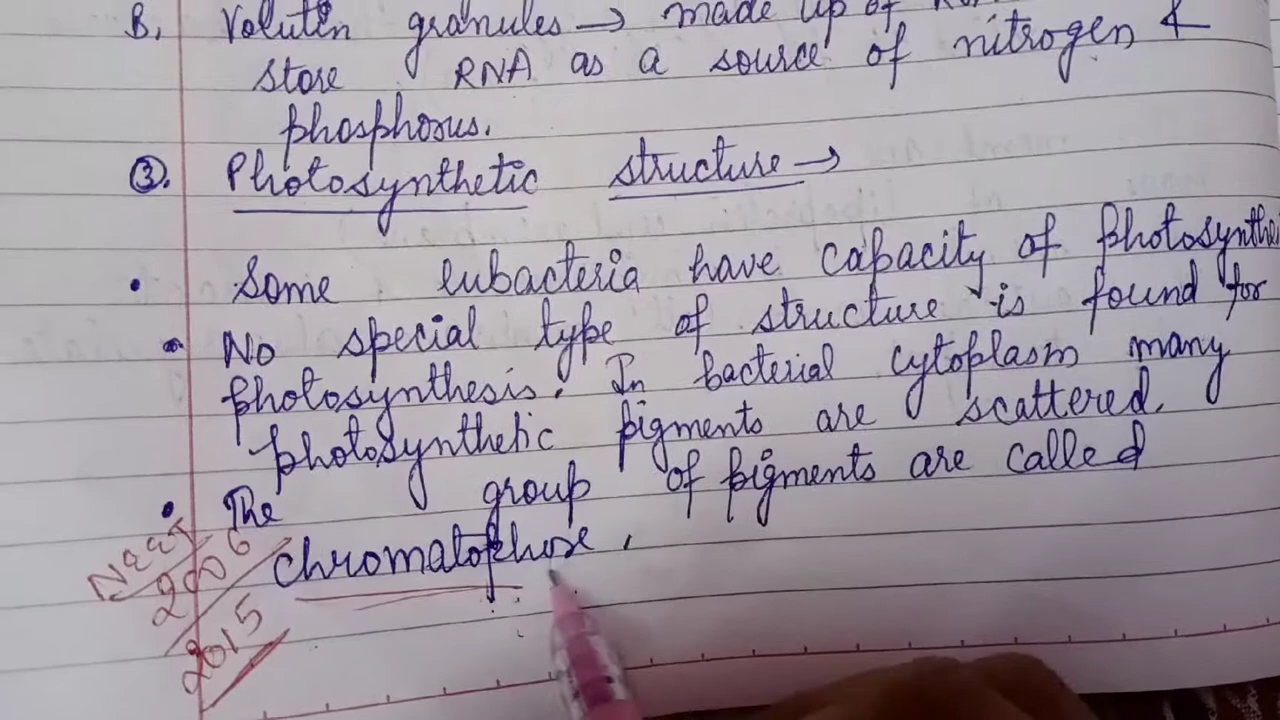 B. Volutin granules → made up of
store RNA as a source of nitrogen &
phosphorus.
③. Photosynthetic structure →
• Some eubacteria have capacity of photosynthe
• No special type of structure is found for
photosynthesis. In bacterial cytoplasm many
photosynthetic pigments are scattered.
• The group of pigments are called
chromatophore.
NEET
2006
2015